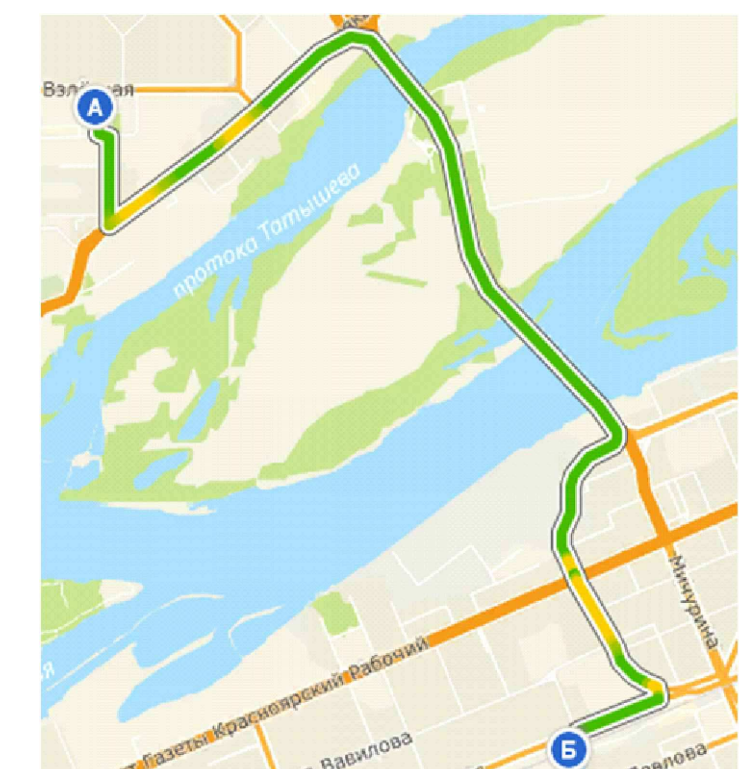 Взлётная
А
протока Татышева
Мичурина
т Газеты Красноярский Рабочий
Вавилова
Б